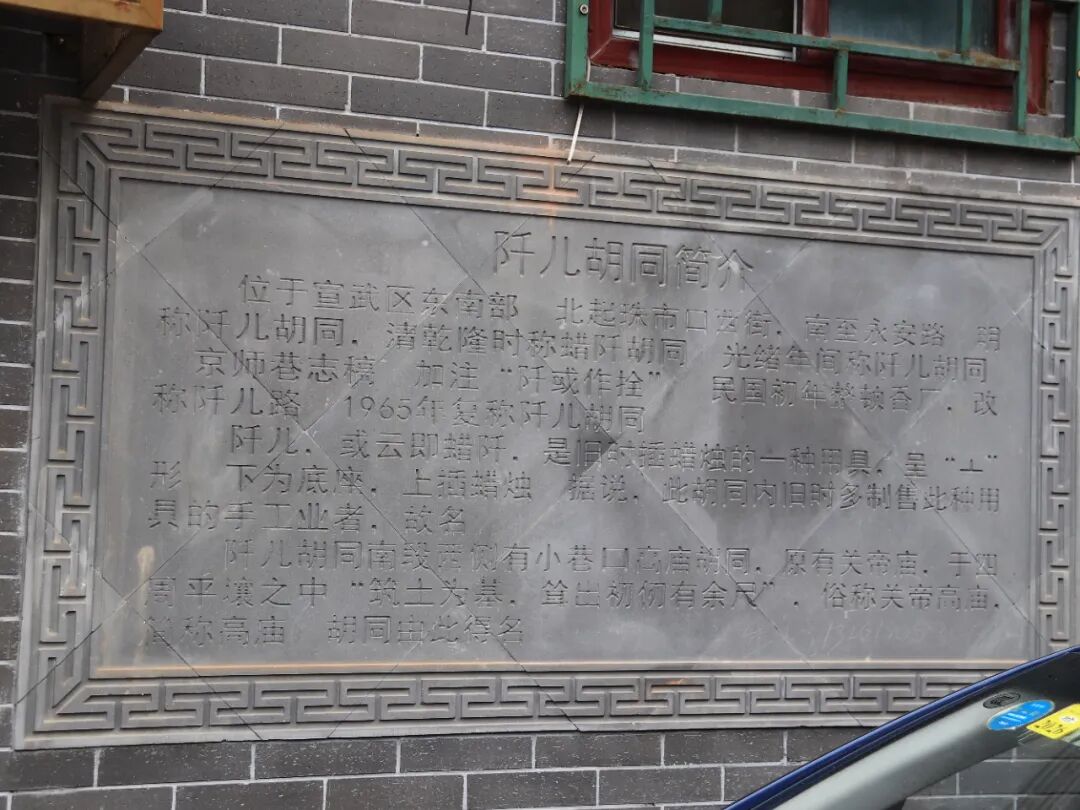 阡儿胡同简介
位于宣武区东南部 北起珠市口西街，南至永安路 明
称阡儿胡同，清乾隆时称蜡阡胡同 光绪年间称阡儿胡同
京师巷志稿 加注“阡或作拴” 民国初年整顿香厂，改
称阡儿路 1965年复称阡儿胡同
阡儿，或云即蜡阡，是旧时插蜡烛的一种用具，呈“⊥”
形 下为底座，上插蜡烛 据说，此胡同内旧时多制售此种用
具的手工业者，故名
阡儿胡同南段西侧有小巷口高庙胡同，原有关帝庙，于四
周平壤之中“筑土为墓，耸出初仞有余尺”，俗称关帝高庙，
简称高庙 胡同由此得名